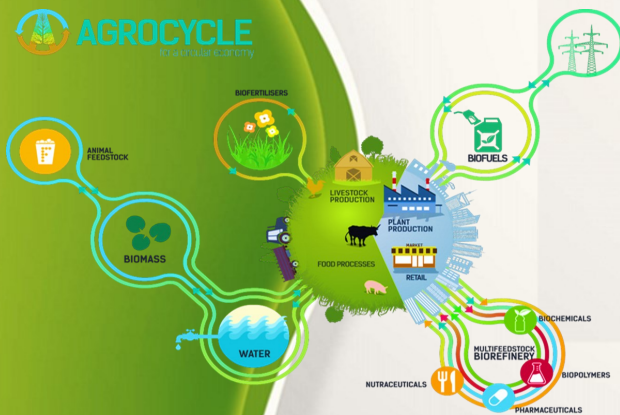 AGROCYCLE
BIOFERTILISERS
ANIMAL
FEEDSTOCK
BIOFUELS
LIVESTOCK
PRODUCTION
PLANT
PRODUCTION
BIOMASS
MARKET
FOOD PROCESSES
RETAIL
WATER
BIOCHEMICALS
MULTIFEEDSTOCK
BIOREFINERY
BIOPOLYMERS
NUTRACEUTICALS
PHARMACEUTICALS